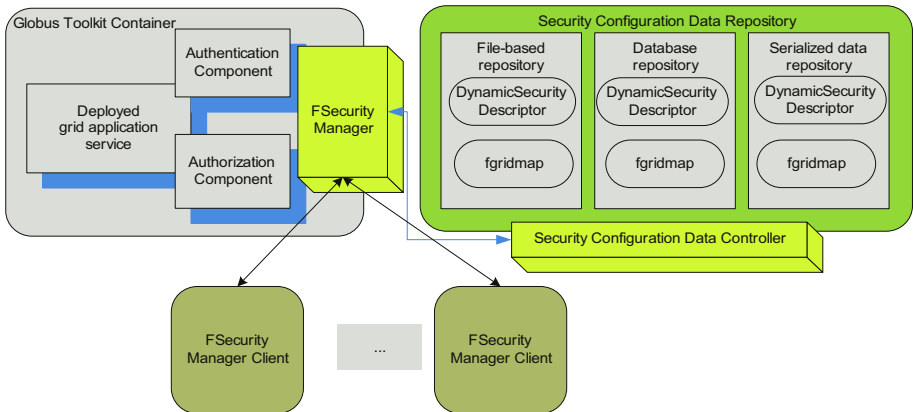 Globus Toolkit Container
Authentication
Component
Deployed
grid application
service
Authorization
Component
FSecurity
Manager
Security Configuration Data Repository
File-based
repository
DynamicSecurity
Descriptor
fgridmap
Database
repository
DynamicSecurity
Descriptor
fgridmap
Serialized data
repository
DynamicSecurity
Descriptor
fgridmap
Security Configuration Data Controller
FSecurity
Manager Client
...
FSecurity
Manager Client